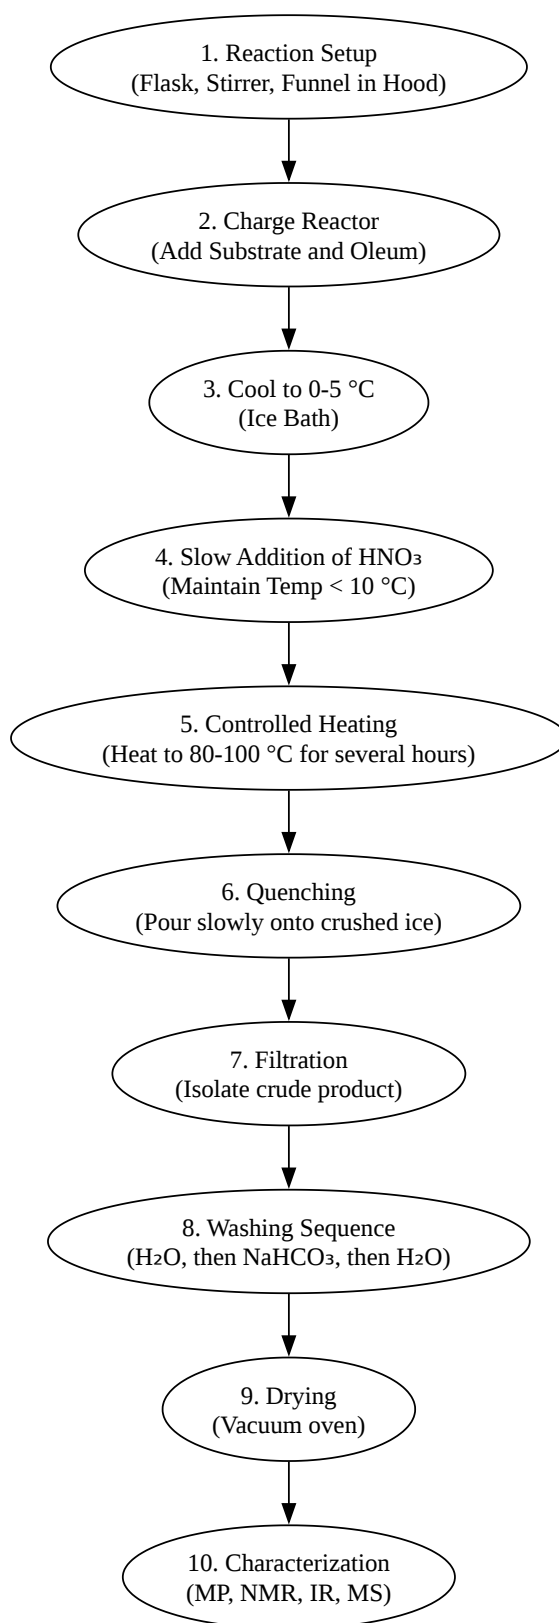 1. Reaction Setup
(Flask, Stirrer, Funnel in Hood)
2. Charge Reactor
(Add Substrate and Oleum)
3. Cool to 0-5 °C
(Ice Bath)
4. Slow Addition of HNO₃
(Maintain Temp < 10 °C)
5. Controlled Heating
(Heat to 80-100 °C for several hours)
6. Quenching
(Pour slowly onto crushed ice)
7. Filtration
(Isolate crude product)
8. Washing Sequence
(H₂O, then NaHCO₃, then H₂O)
9. Drying
(Vacuum oven)
10. Characterization
(MP, NMR, IR, MS)